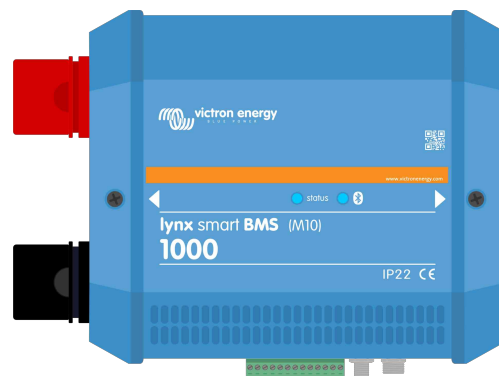 victron energy
BLUE POWER
www.victronenergy.com
status
lynx smart BMS (M10)
1000
IP22 CE